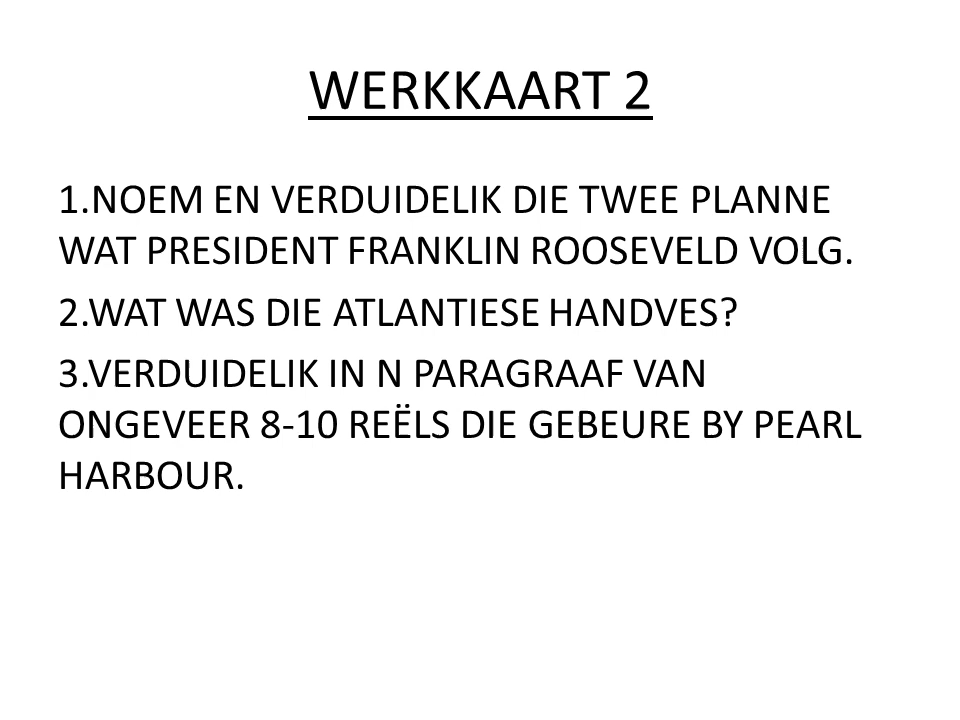 WERKKAART 2
1.NOEM EN VERDUIDELIK DIE TWEE PLANNE
WAT PRESIDENT FRANKLIN ROOSEVELD VOLG.
2.WAT WAS DIE ATLANTIESE HANDVES?
3.VERDUIDELIK IN N PARAGRAAF VAN
ONGEVEER 8-10 REËLS DIE GEBEURE BY PEARL
HARBOUR.